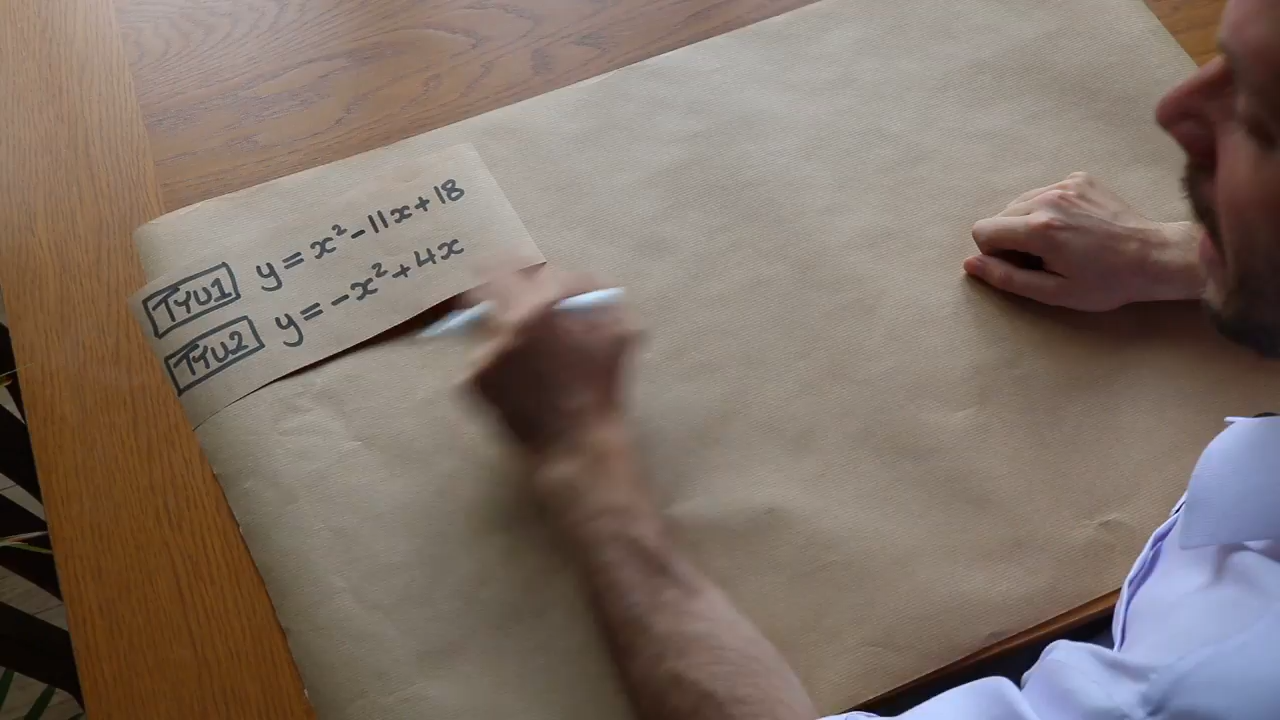 TYU1 y = x² - 11x + 18
TYU2 y = -x² + 4x